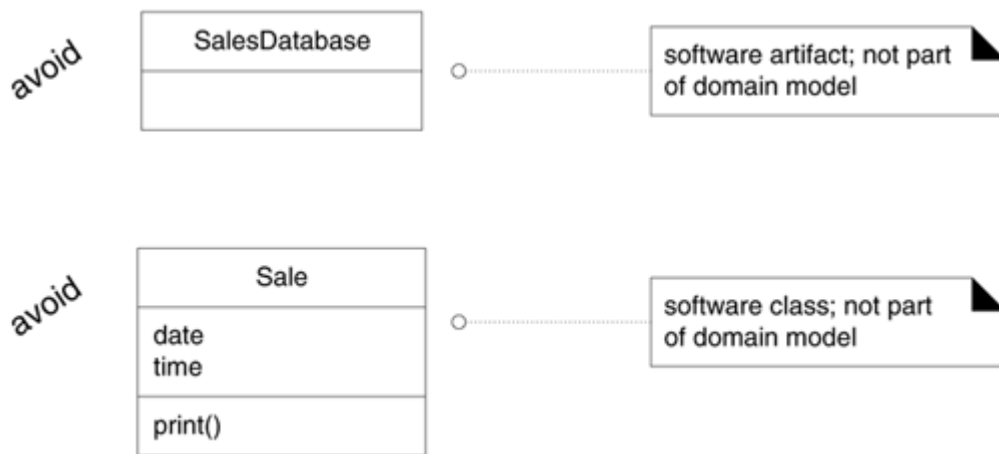 avoid
SalesDatabase
software artifact; not part
of domain model
avoid
Sale
date
time
print()
software class; not part
of domain model